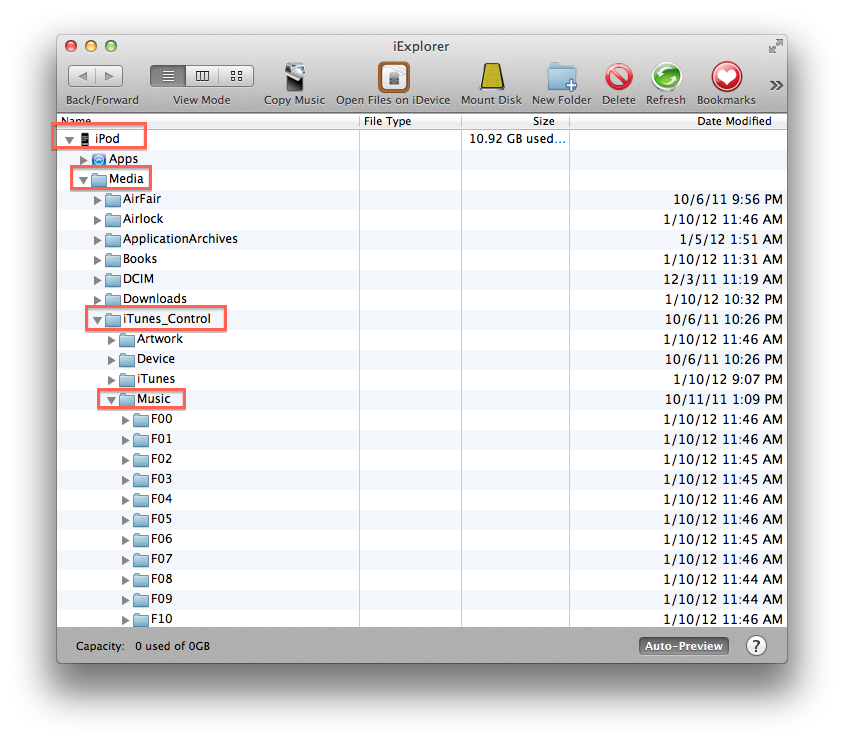 iExplorer
Back/Forward View Mode Copy Music Open Files on iDevice Mount Disk New Folder Delete Refresh Bookmarks
Name File Type Size Date Modified
iPod 10.92 GB used...
Apps
Media
AirFair 10/6/11 9:56 PM
Airlock 1/10/12 11:46 AM
ApplicationArchives 1/5/12 1:51 AM
Books 1/10/12 11:31 AM
DCIM 12/3/11 11:19 AM
Downloads 1/10/12 10:32 PM
iTunes_Control 10/6/11 10:26 PM
Artwork 1/10/12 11:46 AM
Device 10/6/11 10:26 PM
iTunes 1/10/12 9:07 PM
Music 10/11/11 1:09 PM
F00 1/10/12 11:46 AM
F01 1/10/12 11:46 AM
F02 1/10/12 11:45 AM
F03 1/10/12 11:45 AM
F04 1/10/12 11:46 AM
F05 1/10/12 11:46 AM
F06 1/10/12 11:45 AM
F07 1/10/12 11:46 AM
F08 1/10/12 11:44 AM
F09 1/10/12 11:44 AM
F10 1/10/12 11:46 AM
Capacity: 0 used of 0GB Auto-Preview ?